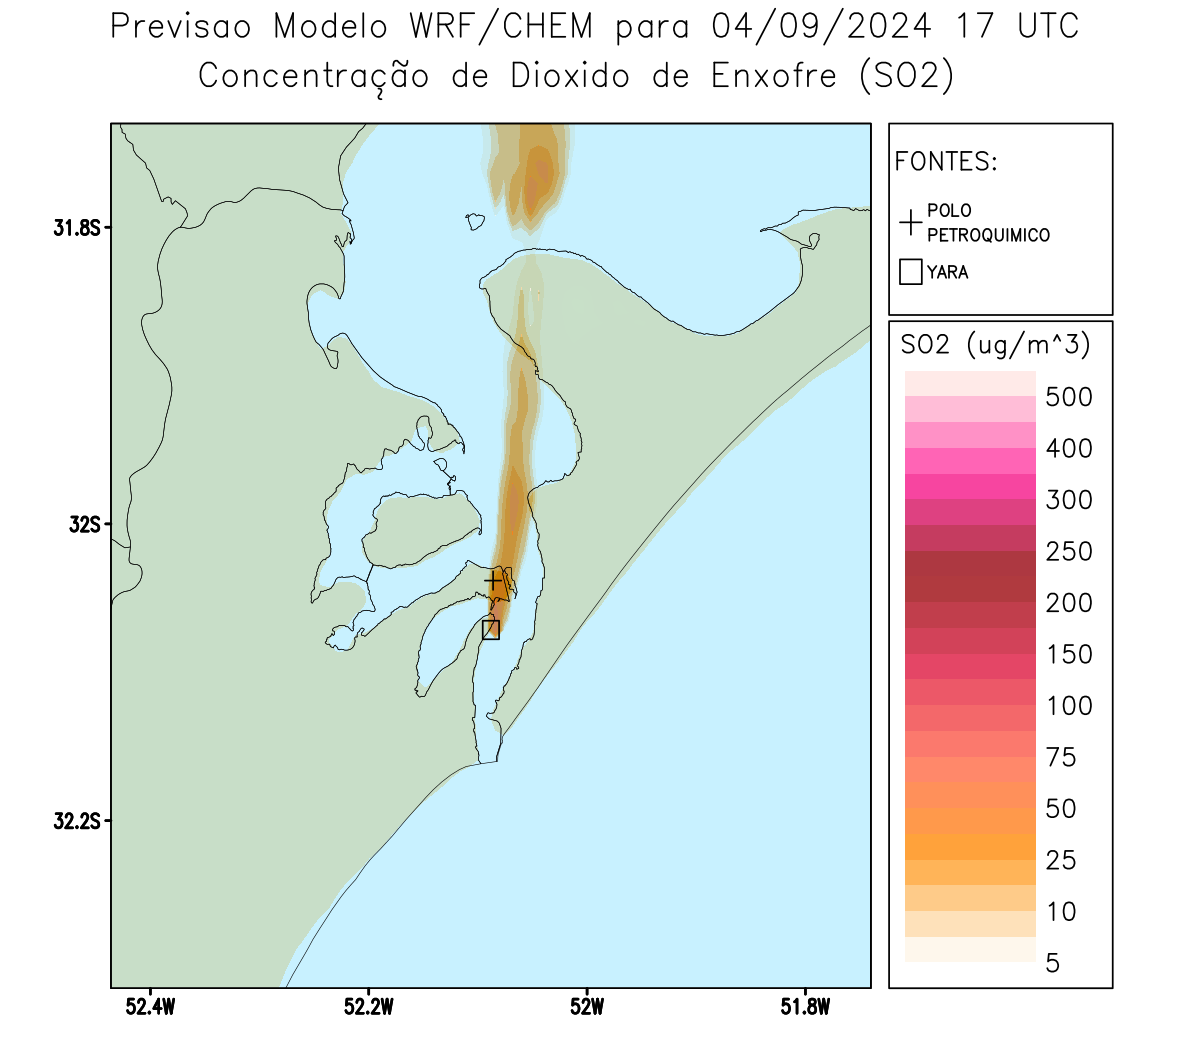 Previsao Modelo WRF/CHEM para 04/09/2024 17 UTC
Concentração de Dioxido de Enxofre (SO2)
FONTES:
POLO
PETROQUIMICO
YARA
SO2 (ug/m^3)
500
400
300
250
200
150
100
75
50
25
10
5
31.8S
32S
32.2S
52.4W
52.2W
52W
51.8W